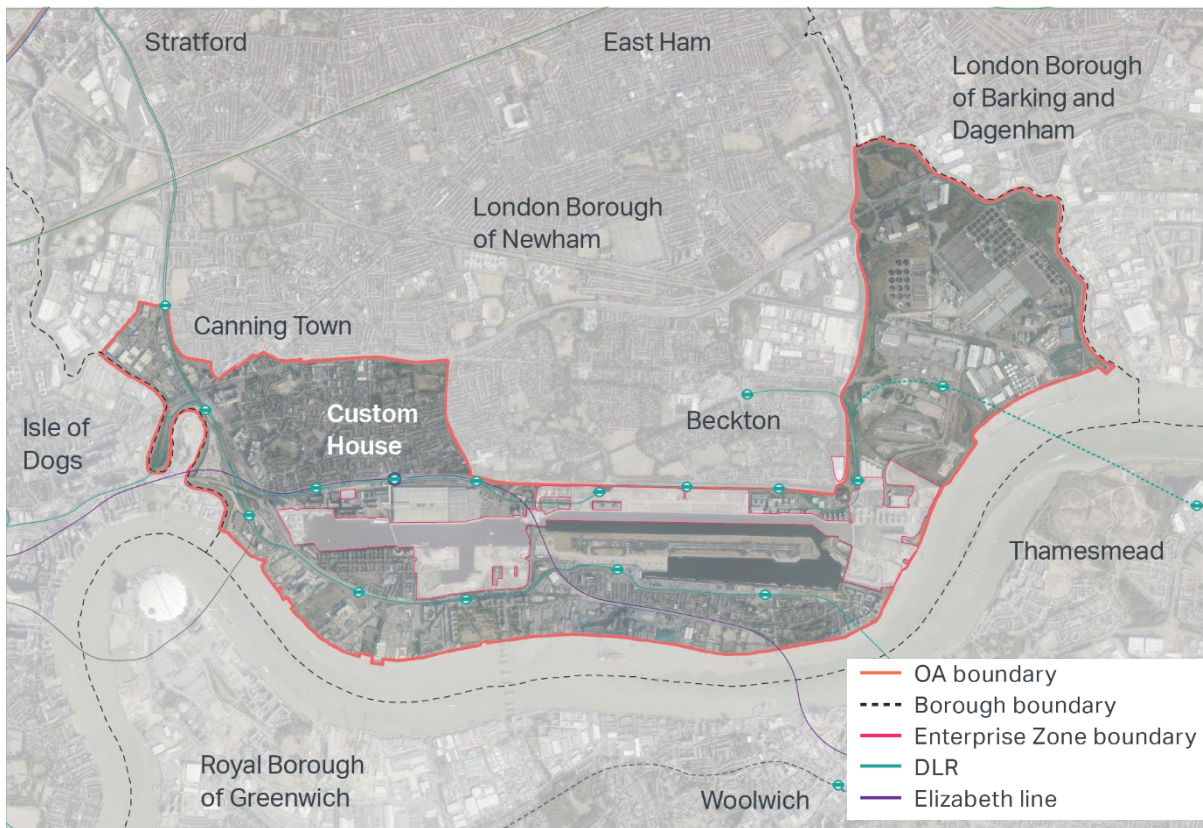 Stratford
East Ham
London Borough
of Barking and
Dagenham
London Borough
of Newham
Canning Town
Custom
House
Isle of
Dogs
Beckton
Thamesmead
Royal Borough
of Greenwich
Woolwich
OA boundary
Borough boundary
Enterprise Zone boundary
DLR
Elizabeth line